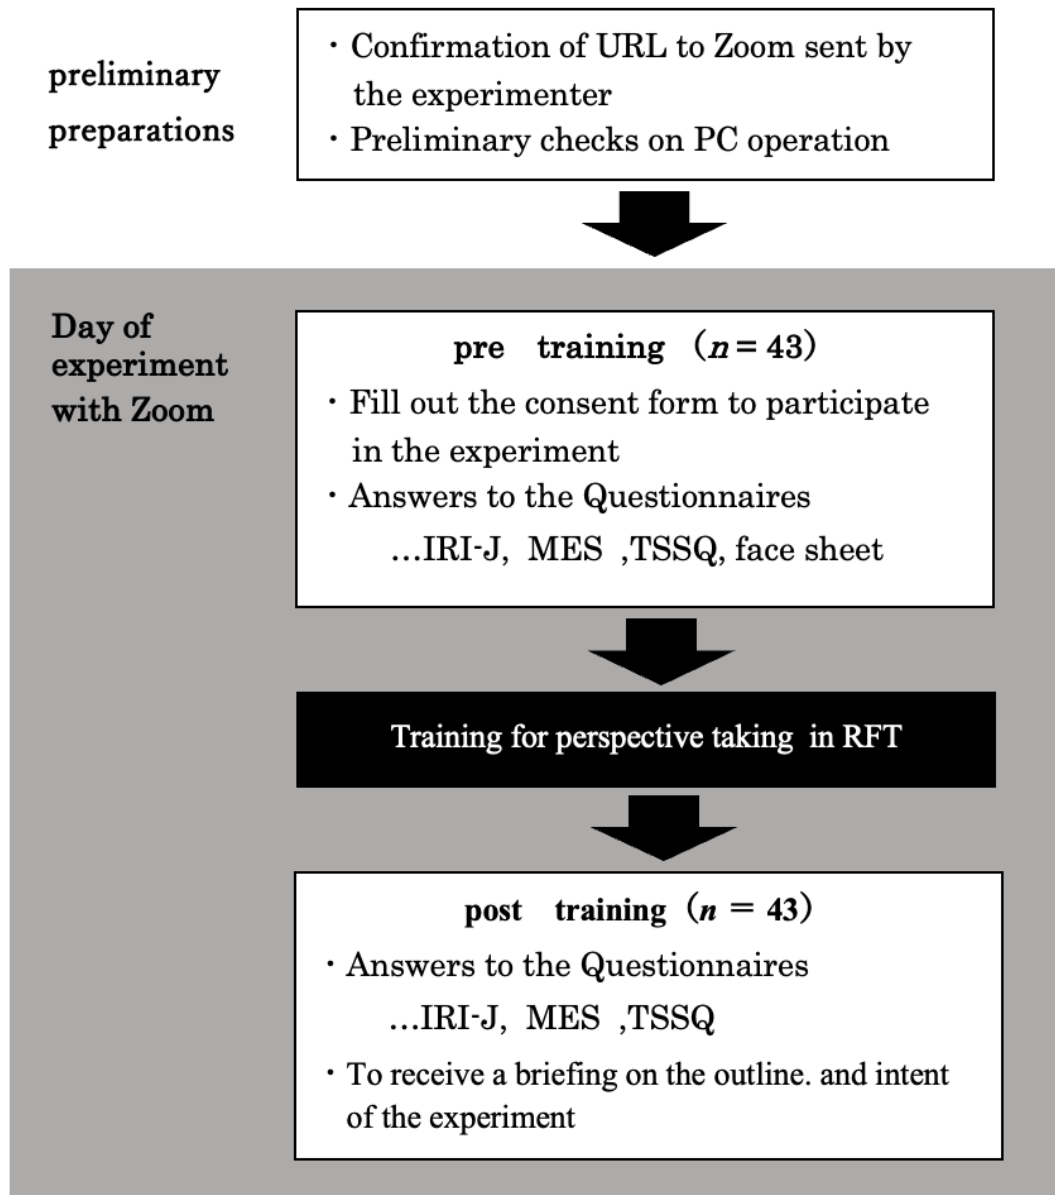 preliminary
preparations
・Confirmation of URL to Zoom sent by
the experimenter
・Preliminary checks on PC operation
Day of
experiment
with Zoom
pre training (n = 43)
・Fill out the consent form to participate
in the experiment
・Answers to the Questionnaires
…IRI-J, MES ,TSSQ, face sheet
Training for perspective taking in RFT
post training (n = 43)
・Answers to the Questionnaires
…IRI-J, MES ,TSSQ
・To receive a briefing on the outline. and intent
of the experiment